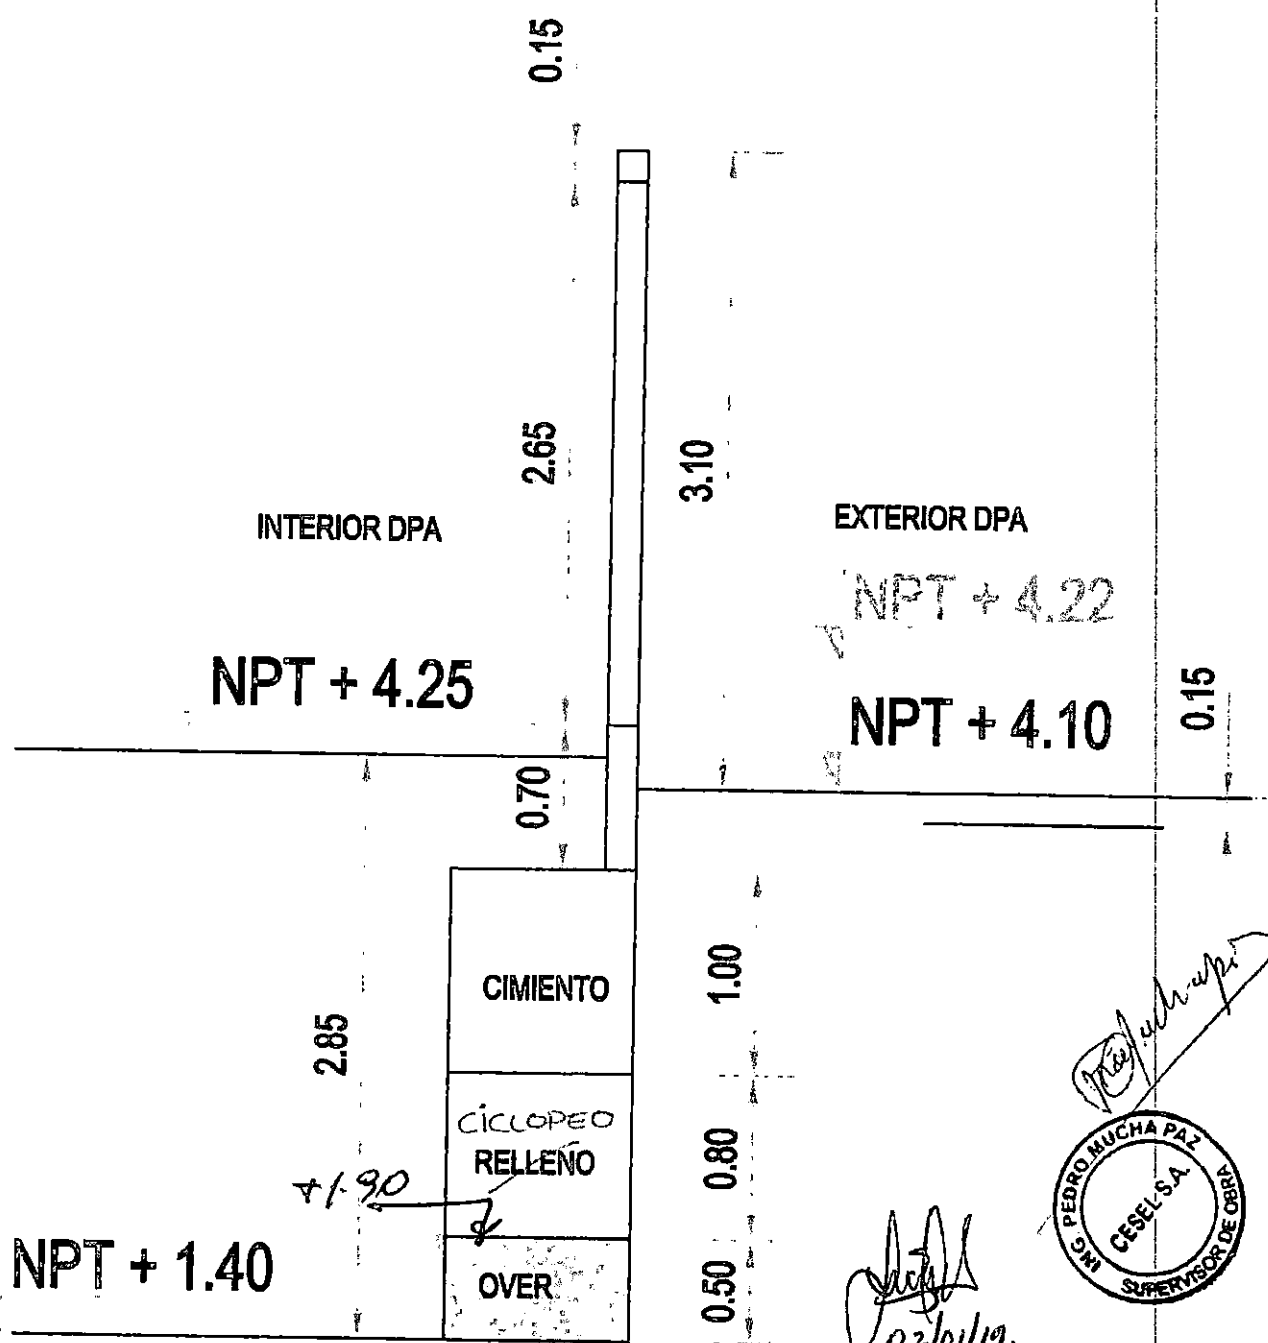 0.15
2.65
3.10
INTERIOR DPA
EXTERIOR DPA
NPT + 4.22
NPT + 4.25
NPT + 4.10
0.15
0.70
CIMIENTO
1.00
2.85
CICLOPEO
RELLENO
0.80
+1.90
NPT + 1.40
OVER
0.50
ING. PEDRO MUCHA PAZ
CESEL S.A.
SUPERVISOR DE OBRA